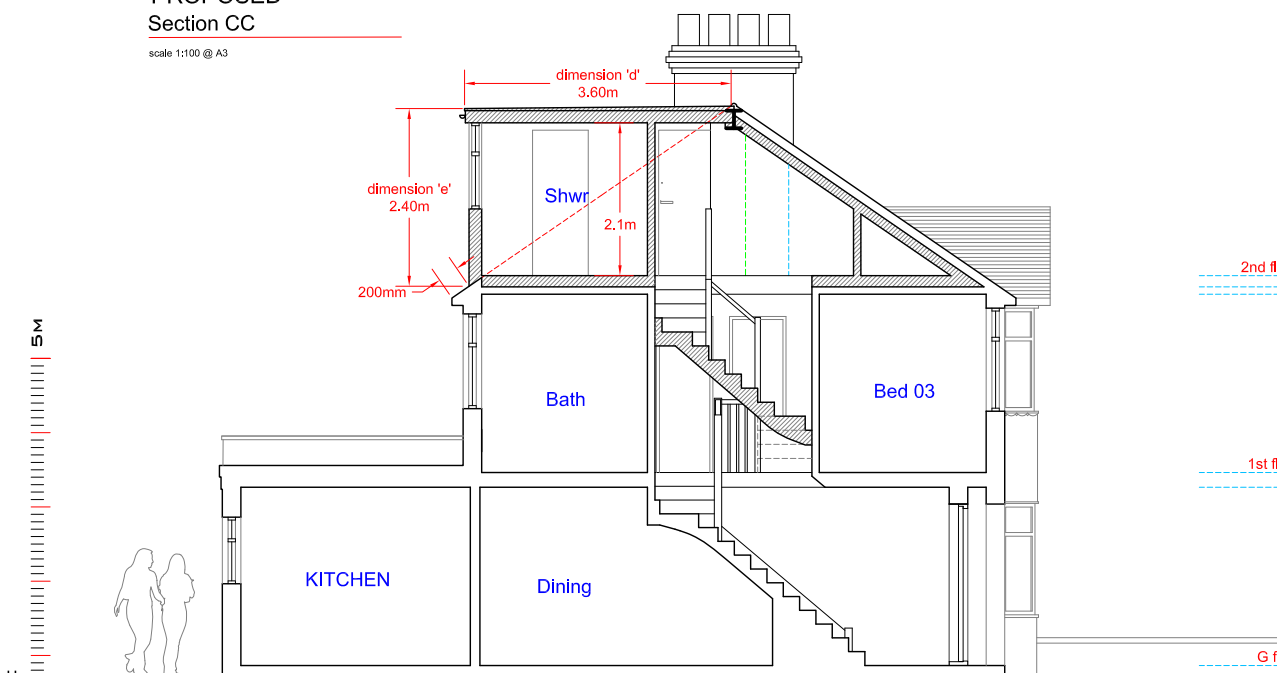 Section CC
scale 1:100 @ A3
dimension 'd'
3.60m
dimension 'e'
2.40m
Shwr
2.1m
200mm
2nd fl
5M
Bath
Bed 03
1st fl
KITCHEN
Dining
G f